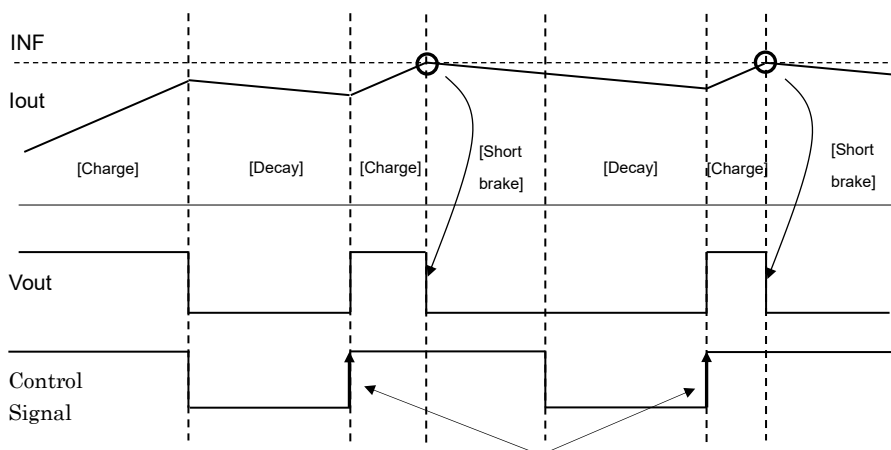 INF
Iout
[Charge]
[Decay]
[Charge]
[Short
brake]
[Decay]
[Charge]
[Short
brake]
Vout
Control
Signal